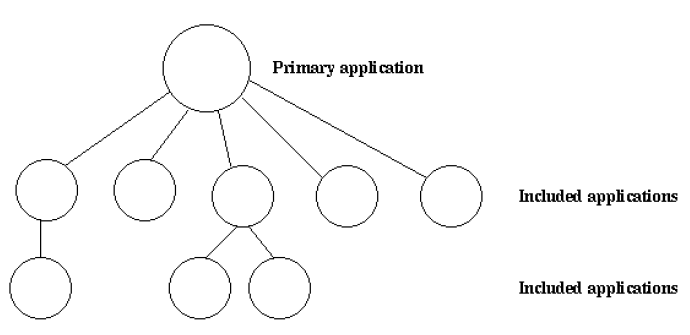 Primary application
Included applications
Included applications